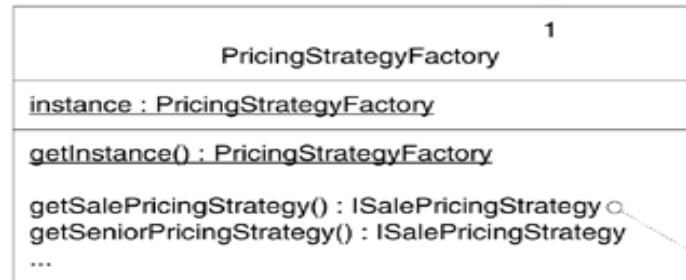 1
PricingStrategyFactory
instance : PricingStrategyFactory
getInstance() : PricingStrategyFactory
getSalePricingStrategy() : ISalePricingStrategy
getSeniorPricingStrategy() : ISalePricingStrategy
...